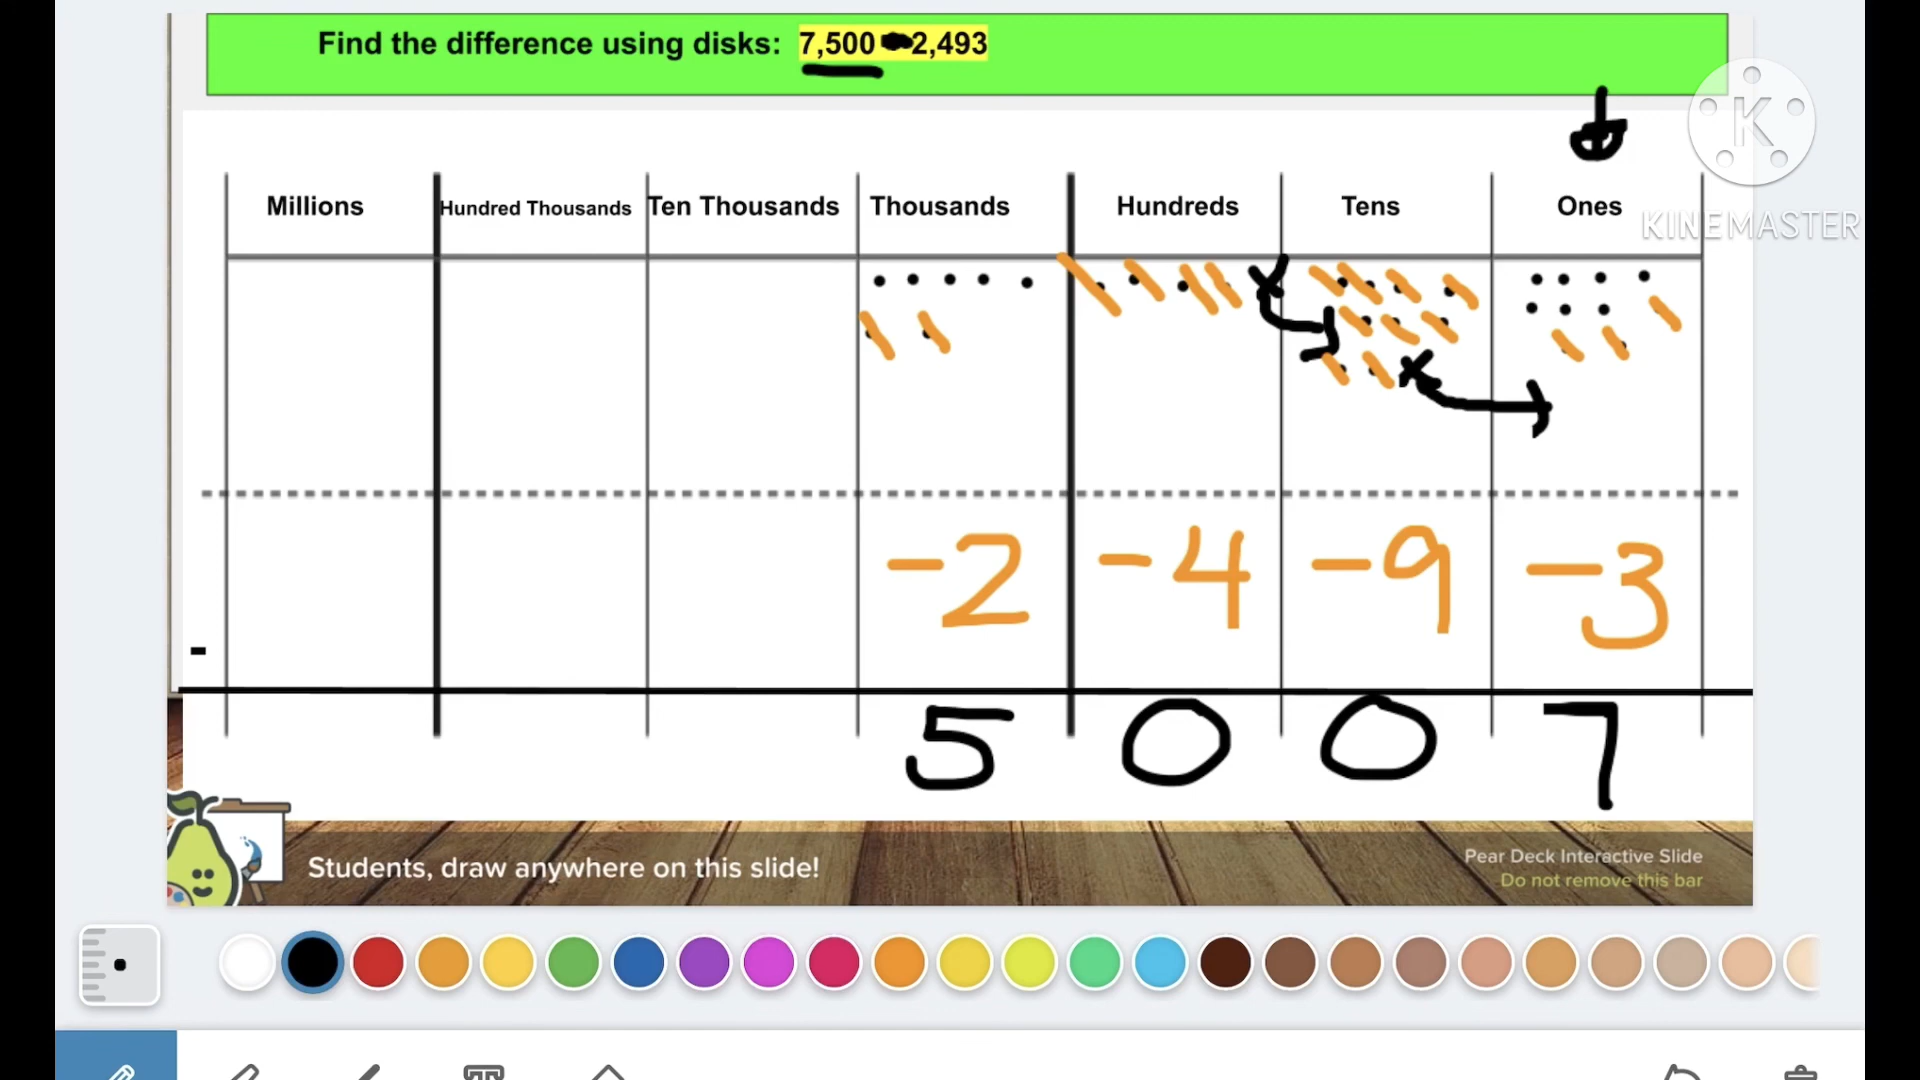 Find the difference using disks: 7,500 - 2,493
K
KINEMASTER
Millions Hundred Thousands Ten Thousands Thousands Hundreds Tens Ones
-2 -4 -9 -3
-
5 0 0 7
Students, draw anywhere on this slide!
Pear Deck Interactive Slide
Do not remove this bar